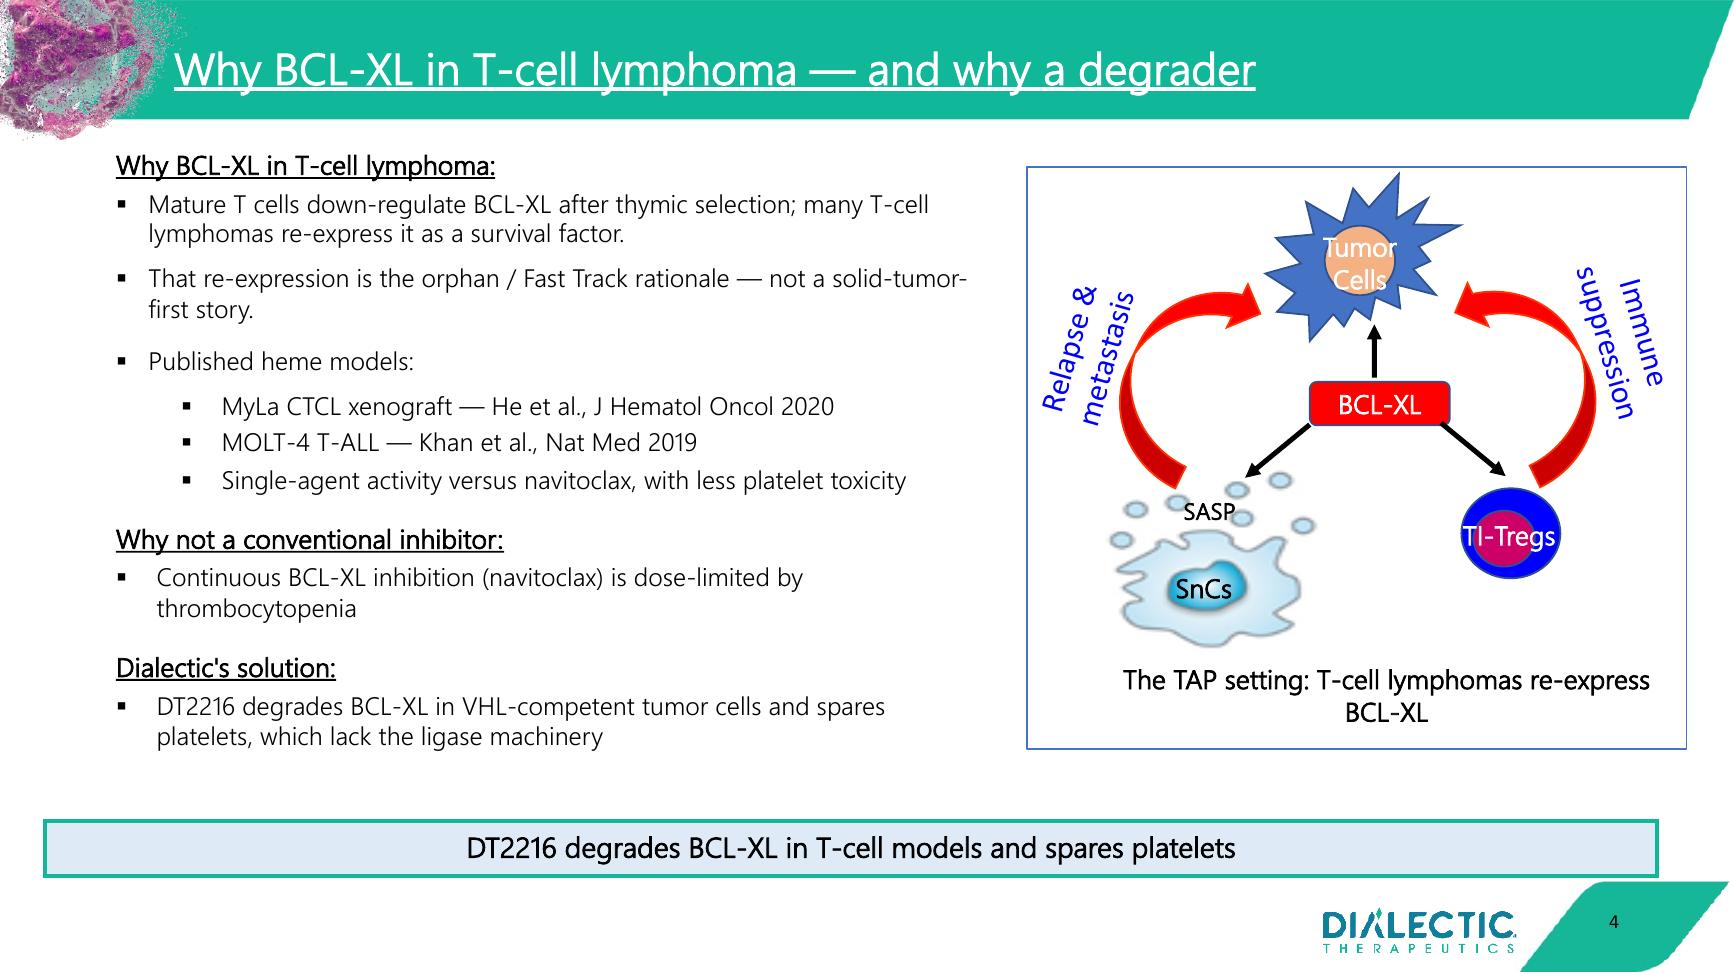 Why BCL-XL in T-cell lymphoma — and why a degrader
Why BCL-XL in T-cell lymphoma:
▪ Mature T cells down-regulate BCL-XL after thymic selection; many T-cell
lymphomas re-express it as a survival factor.
▪ That re-expression is the orphan / Fast Track rationale — not a solid-tumor-
first story.
▪ Published heme models:
▪ MyLa CTCL xenograft — He et al., J Hematol Oncol 2020
▪ MOLT-4 T-ALL — Khan et al., Nat Med 2019
▪ Single-agent activity versus navitoclax, with less platelet toxicity
Why not a conventional inhibitor:
▪ Continuous BCL-XL inhibition (navitoclax) is dose-limited by
thrombocytopenia
Dialectic's solution:
▪ DT2216 degrades BCL-XL in VHL-competent tumor cells and spares
platelets, which lack the ligase machinery
Tumor
Cells
Relapse &
metastasis
Immune
suppression
BCL-XL
SASP
SnCs
TI-Tregs
The TAP setting: T-cell lymphomas re-express
BCL-XL
DT2216 degrades BCL-XL in T-cell models and spares platelets
DIALECTIC
THERAPEUTICS
4